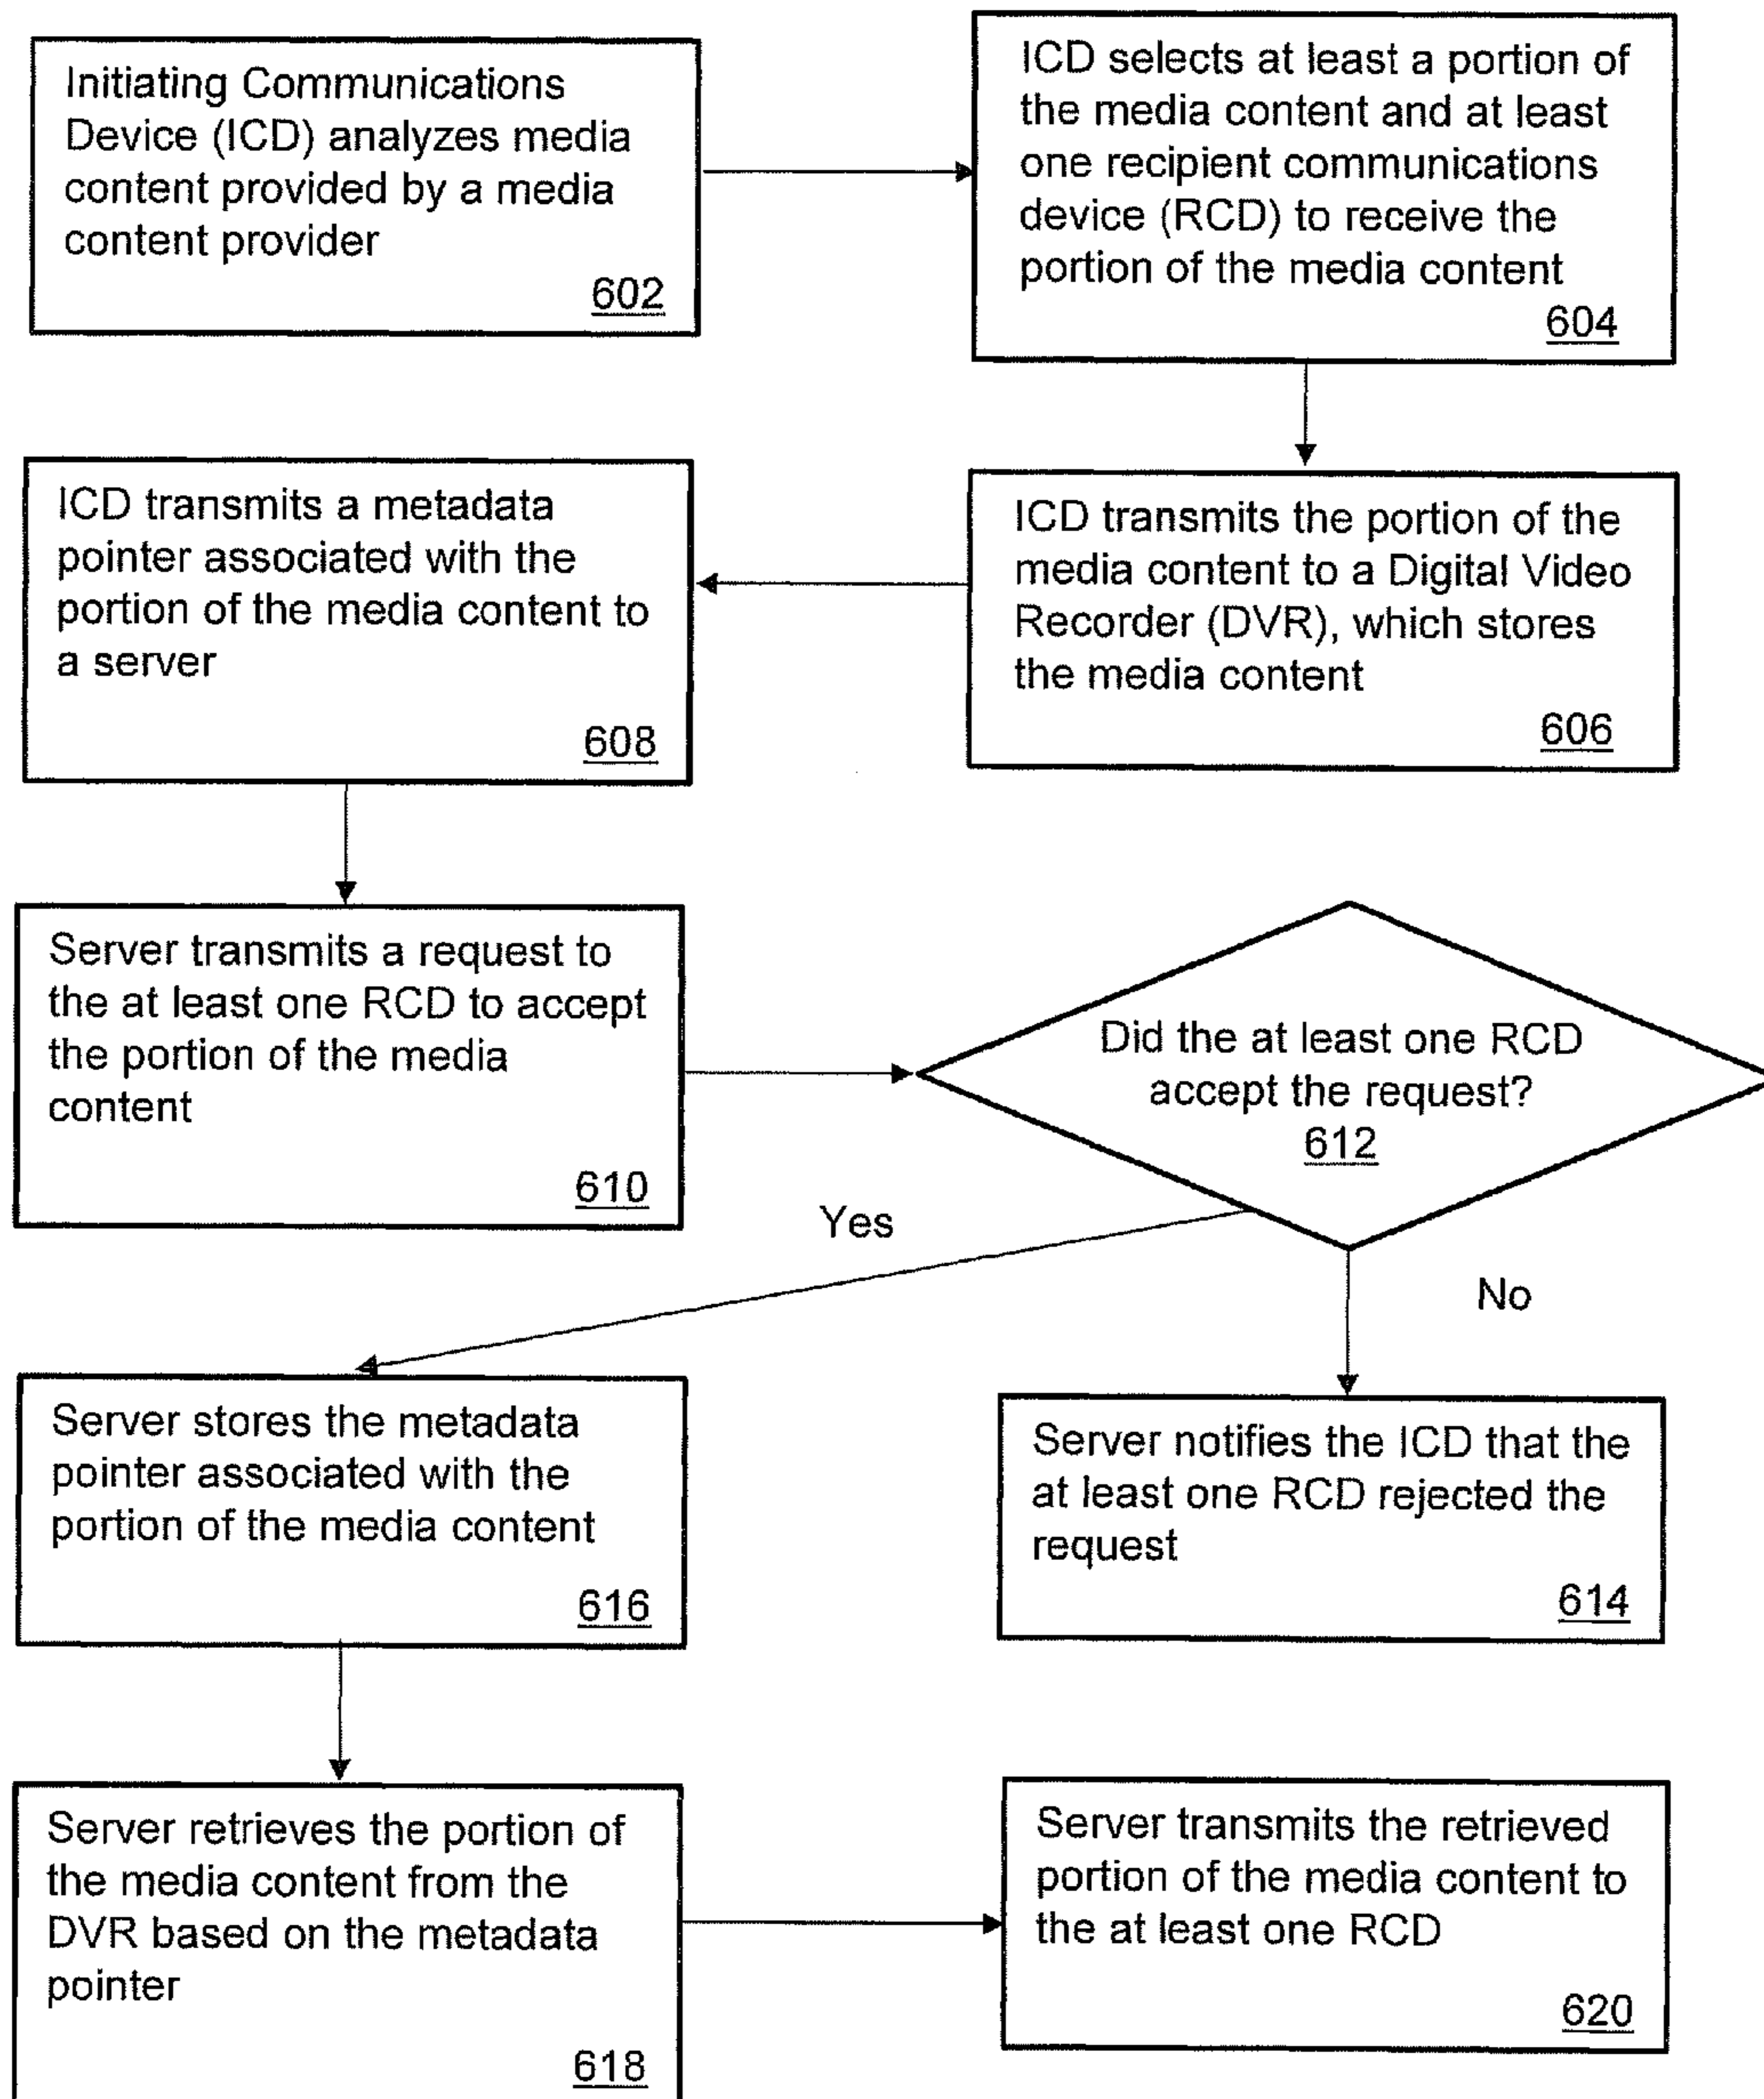 Initiating Communications
Device (ICD) analyzes media
content provided by a media
content provider
602
ICD selects at least a portion of
the media content and at least
one recipient communications
device (RCD) to receive the
portion of the media content
604
ICD transmits the portion of the
media content to a Digital Video
Recorder (DVR), which stores
the media content
606
ICD transmits a metadata
pointer associated with the
portion of the media content to
a server
608
Server transmits a request to
the at least one RCD to accept
the portion of the media
content
610
Did the at least one RCD
accept the request?
612
Yes
No
Server notifies the ICD that the
at least one RCD rejected the
request
614
Server stores the metadata
pointer associated with the
portion of the media content
616
Server retrieves the portion of
the media content from the
DVR based on the metadata
pointer
618
Server transmits the retrieved
portion of the media content to
the at least one RCD
620